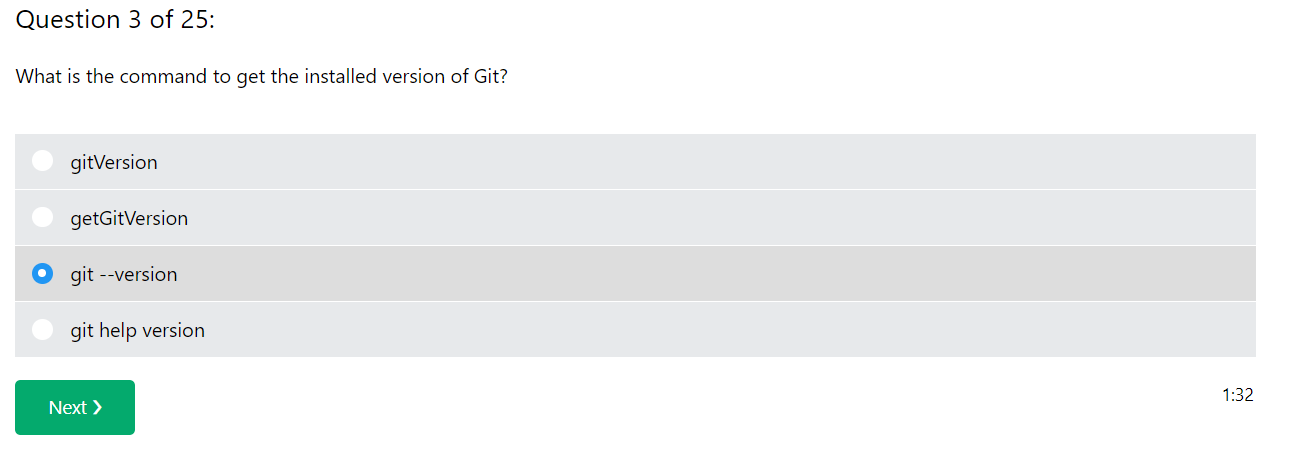 Question 3 of 25:
What is the command to get the installed version of Git?
gitVersion
getGitVersion
git --version
git help version
Next ❯
1:32